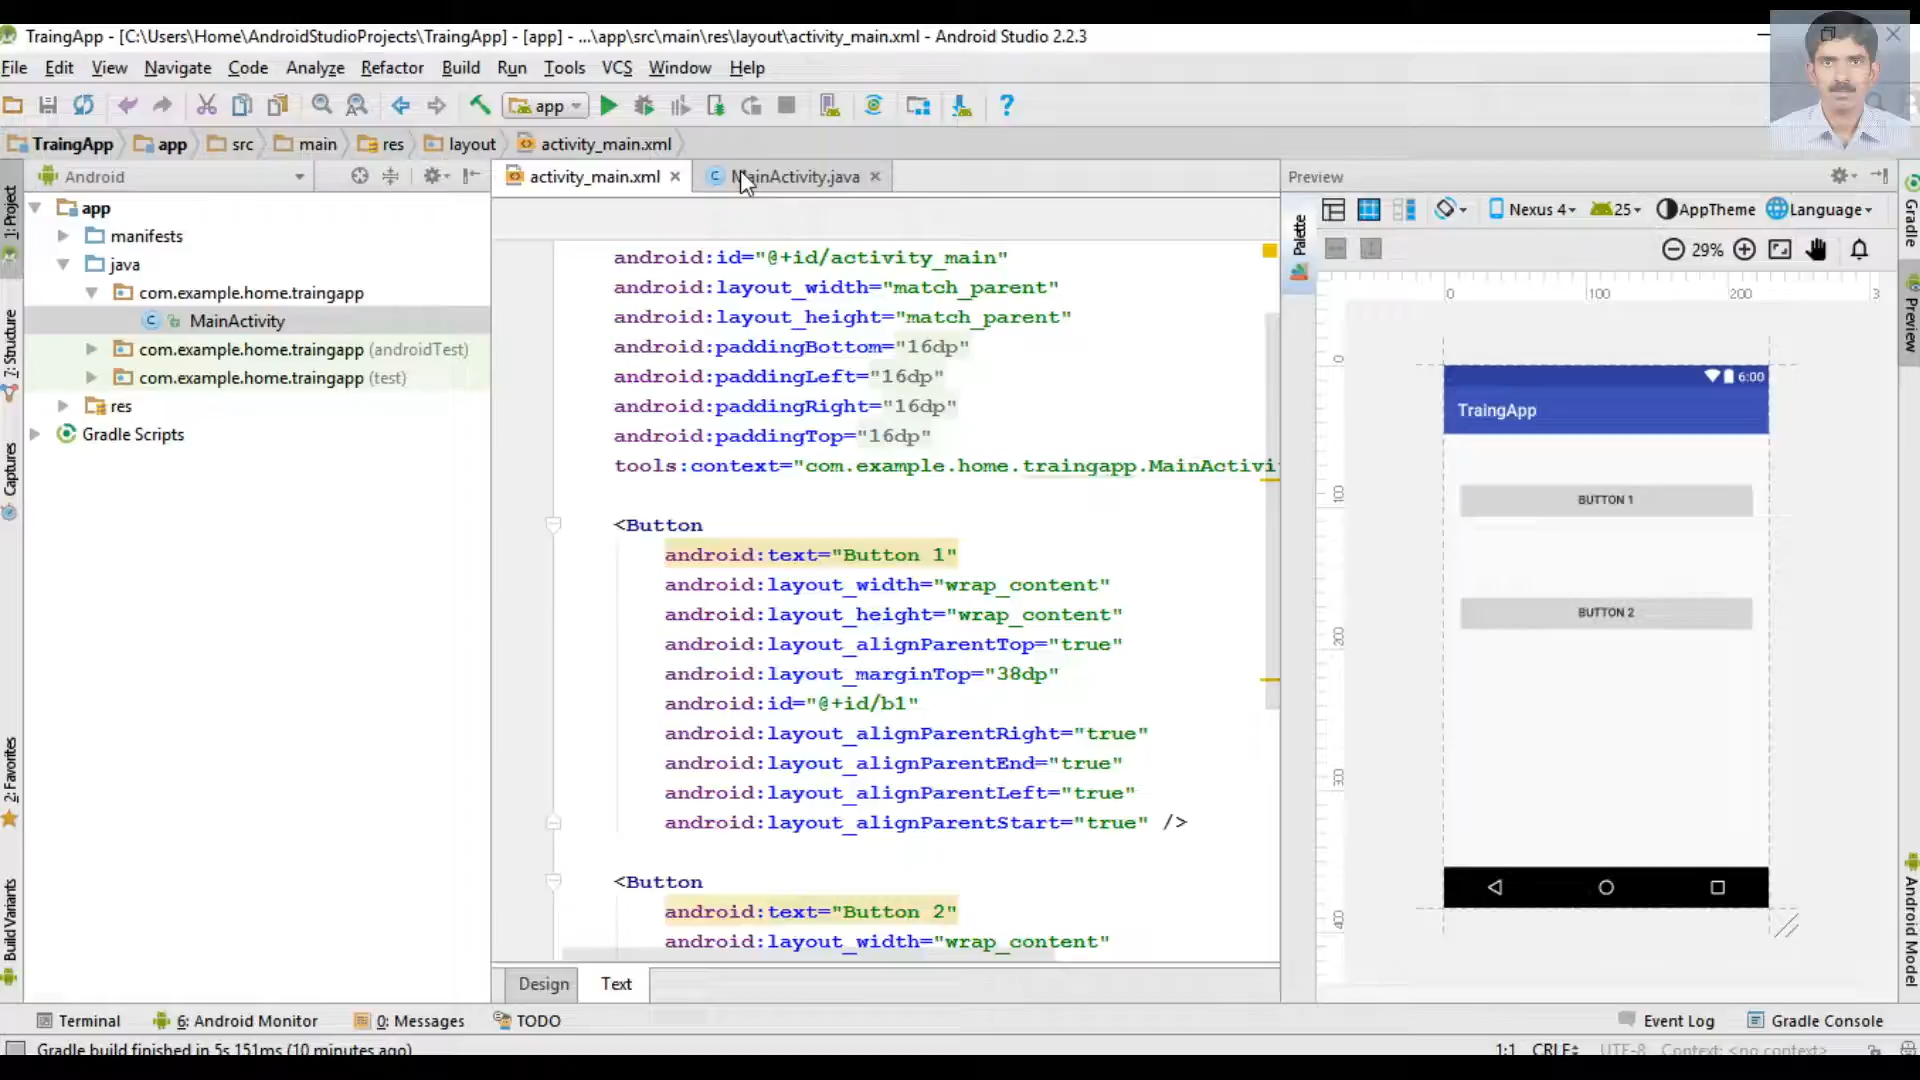 TraingApp - [C:\Users\Home\AndroidStudioProjects\TraingApp] - [app] - ...\app\src\main\res\layout\activity_main.xml - Android Studio 2.2.3
File Edit View Navigate Code Analyze Refactor Build Run Tools VCS Window Help
app
TraingApp app src main res layout activity_main.xml
Android
activity_main.xml
MainActivity.java
Preview
1: Project
7: Structure
Captures
2: Favorites
Build Variants
app
manifests
java
com.example.home.traingapp
MainActivity
com.example.home.traingapp (androidTest)
com.example.home.traingapp (test)
res
Gradle Scripts
android:id="@+id/activity_main"
android:layout_width="match_parent"
android:layout_height="match_parent"
android:paddingBottom="16dp"
android:paddingLeft="16dp"
android:paddingRight="16dp"
android:paddingTop="16dp"
tools:context="com.example.home.traingapp.MainActivi
<Button
android:text="Button 1"
android:layout_width="wrap_content"
android:layout_height="wrap_content"
android:layout_alignParentTop="true"
android:layout_marginTop="38dp"
android:id="@+id/b1"
android:layout_alignParentRight="true"
android:layout_alignParentEnd="true"
android:layout_alignParentLeft="true"
android:layout_alignParentStart="true" />
<Button
android:text="Button 2"
android:layout_width="wrap_content"
Design Text
Palette
Nexus 4 25 AppTheme Language
29%
0 100 200 3
0
100
200
300
400
6:00
TraingApp
BUTTON 1
BUTTON 2
Gradle
Preview
Android Model
Terminal 6: Android Monitor 0: Messages TODO
Event Log Gradle Console
Gradle build finished in 5s 151ms (10 minutes ago)
1:1 CRLF UTF-8 Context: <no context>